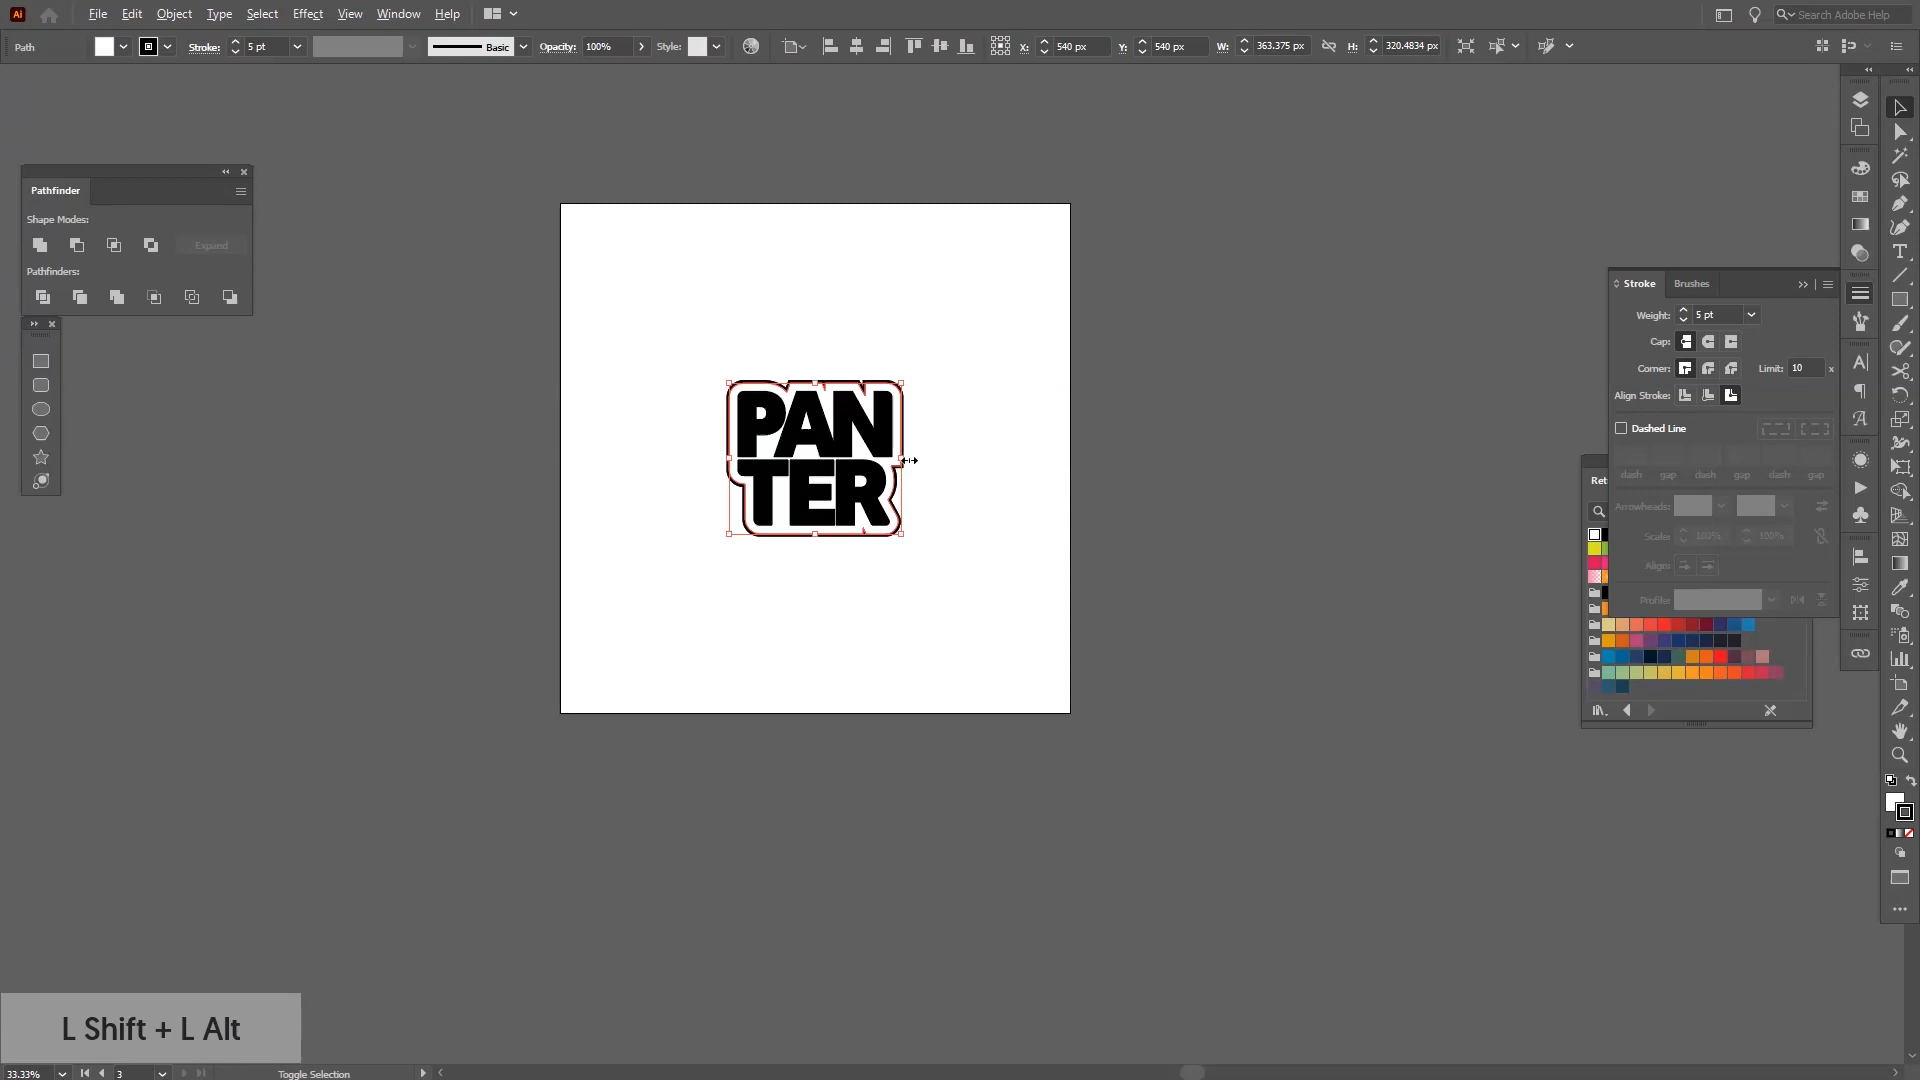 Ai File Edit Object Type Select Effect View Window Help Search Adobe Help
Path Stroke: 5 pt Basic Opacity: 100% Style: X: 540 px Y: 540 px W: 363.375 px H: 320.4834 px
Pathfinder
Shape Modes:
Expand
Pathfinders:
PAN
TER
Stroke Brushes
Weight: 5 pt
Cap:
Corner: Limit: 10 x
Align Stroke:
Dashed Line
dash gap dash gap dash gap
Ret
Arrowheads:
Scale: 100% 100%
Align:
Profile:
L Shift + L Alt
33.33% 3 Toggle Selection